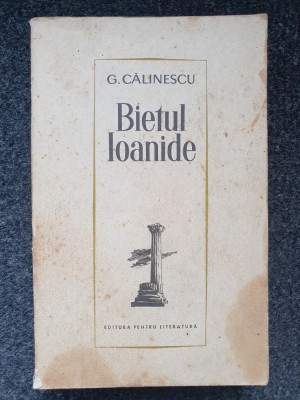 G. CĂLINESCU
Bietul
Ioanide
EDITURA PENTRU LITERATURĂ